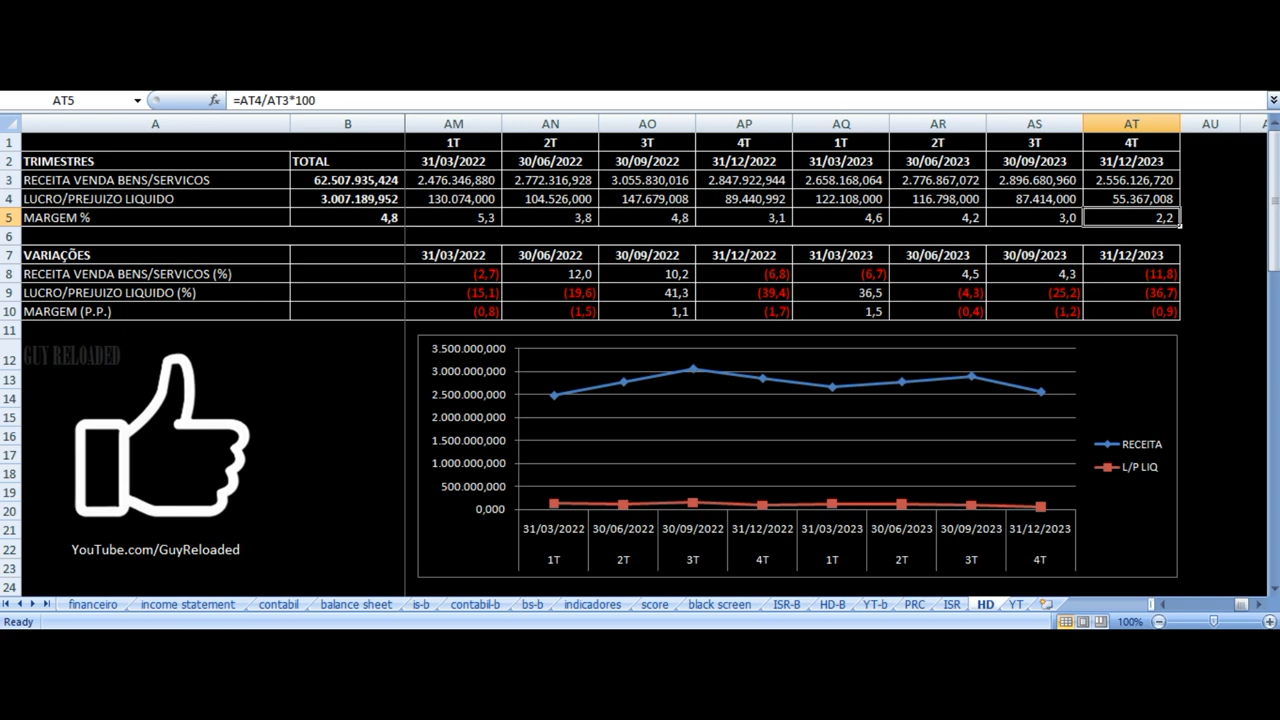 AT5 fx =AT4/AT3*100
A B AM AN AO AP AQ AR AS AT AU
1 1T 2T 3T 4T 1T 2T 3T 4T
2 TRIMESTRES TOTAL 31/03/2022 30/06/2022 30/09/2022 31/12/2022 31/03/2023 30/06/2023 30/09/2023 31/12/2023
3 RECEITA VENDA BENS/SERVICOS 62.507.935,424 2.476.346,880 2.772.316,928 3.055.830,016 2.847.922,944 2.658.168,064 2.776.867,072 2.896.680,960 2.556.126,720
4 LUCRO/PREJUIZO LIQUIDO 3.007.189,952 130.074,000 104.526,000 147.679,008 89.440,992 122.108,000 116.798,000 87.414,000 55.367,008
5 MARGEM % 4,8 5,3 3,8 4,8 3,1 4,6 4,2 3,0 2,2
6
7 VARIAÇÕES 31/03/2022 30/06/2022 30/09/2022 31/12/2022 31/03/2023 30/06/2023 30/09/2023 31/12/2023
8 RECEITA VENDA BENS/SERVICOS (%) (2,7) 12,0 10,2 (6,8) (6,7) 4,5 4,3 (11,8)
9 LUCRO/PREJUIZO LIQUIDO (%) (15,1) (19,6) 41,3 (39,4) 36,5 (4,3) (25,2) (36,7)
10 MARGEM (P.P.) (0,8) (1,5) 1,1 (1,7) 1,5 (0,4) (1,2) (0,9)
11
12 GUY RELOADED
13
14
15
16
17
18
19
20
21
22
23
24
YouTube.com/GuyReloaded
3.500.000,000
3.000.000,000
2.500.000,000
2.000.000,000
1.500.000,000
1.000.000,000
500.000,000
0,000
31/03/2022 30/06/2022 30/09/2022 31/12/2022 31/03/2023 30/06/2023 30/09/2023 31/12/2023
1T 2T 3T 4T 1T 2T 3T 4T
RECEITA
L/P LIQ
financeiro income statement contabil balance sheet is-b contabil-b bs-b indicadores score black screen ISR-B HD-B YT-b PRC ISR HD YT
Ready 100%